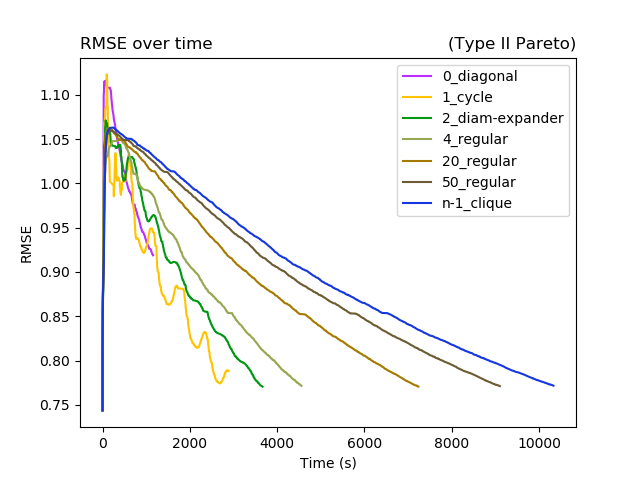 RMSE over time
(Type II Pareto)
RMSE
1.10
1.05
1.00
0.95
0.90
0.85
0.80
0.75
0_diagonal
1_cycle
2_diam-expander
4_regular
20_regular
50_regular
n-1_clique
0
2000
4000
6000
8000
10000
Time (s)